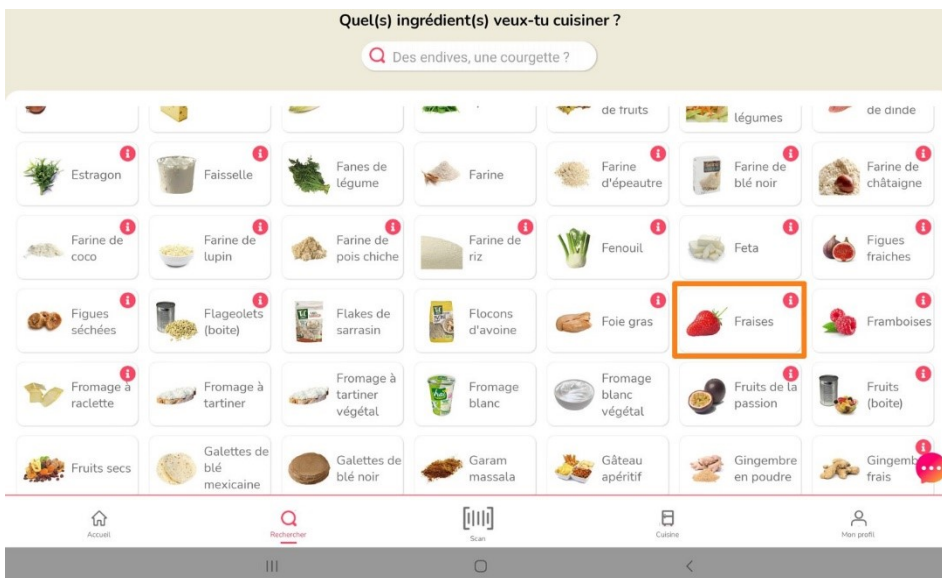 Quel(s) ingrédient(s) veux-tu cuisiner ?
Des endives, une courgette ?
de fruits
légumes
de dinde
Estragon
Faisselle
Fanes de
légume
Farine
Farine
d'épeautre
Farine de
blé noir
Farine de
châtaigne
Farine de
coco
Farine de
lupin
Farine de
pois chiche
Farine de
riz
Fenouil
Feta
Figues
fraiches
Figues
séchées
Flageolets
(boite)
Flakes de
sarrasin
Flocons
d'avoine
Foie gras
Fraises
Framboises
Fromage à
raclette
Fromage à
tartiner
Fromage à
tartiner
végétal
Fromage
blanc
Fromage
blanc
végétal
Fruits de la
passion
Fruits
(boite)
Fruits secs
Galettes de
blé
mexicaine
Galettes de
blé noir
Garam
massala
Gâteau
apéritif
Gingembre
en poudre
frais
Accueil
Rechercher
Scan
Cuisine
Mon profil